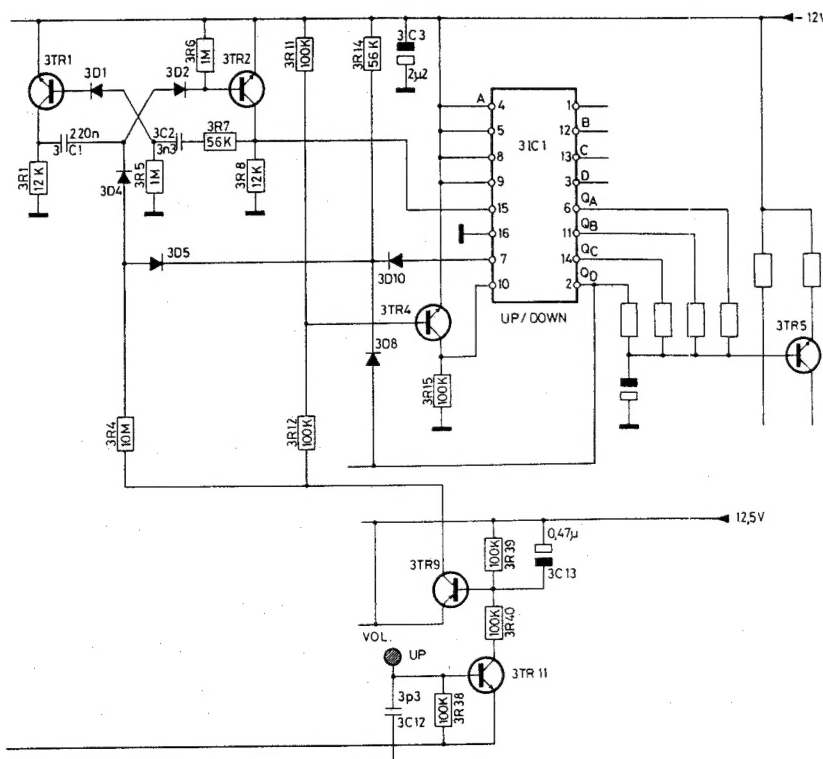 -12V
3TR1
3D1
3R6
1M
3D2
3TR2
3R11
100K
3R14
56K
3C3
2µ2
220n
3C1
3C2
3n3
3R7
56K
3R1
12K
3D4
3R5
1M
3R8
12K
3D5
3D10
A
4
5
8
9
15
16
7
10
3IC1
1
12
B
13
C
3
D
6
QA
11
QB
14
QC
2
QD
UP/DOWN
3TR4
3D8
3R15
100K
3TR5
3R4
10M
3R12
100K
12,5V
3TR9
100K
3R39
0,47µ
3C13
100K
3R40
VOL.
UP
3TR11
3p3
3C12
100K
3R38